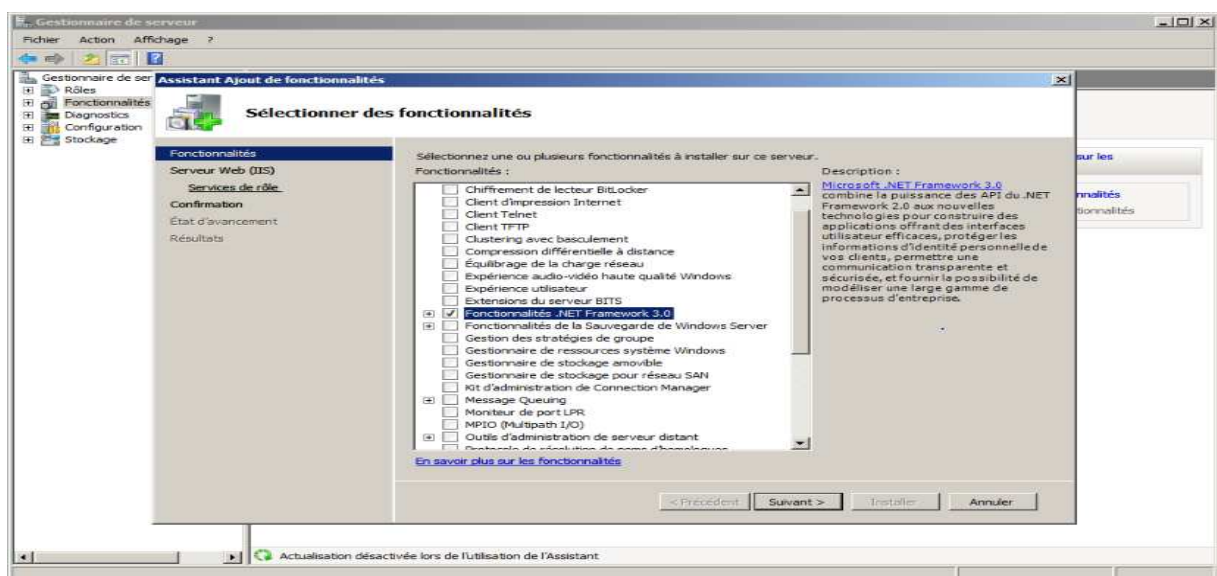 Gestionnaire de serveur
Fichier Action Affichage ?
Gestionnaire de ser
Rôles
Fonctionnalités
Diagnostics
Configuration
Stockage
Assistant Ajout de fonctionnalités
Sélectionner des fonctionnalités
Fonctionnalités
Serveur Web (IIS)
Services de rôle
Confirmation
État d'avancement
Résultats
Sélectionnez une ou plusieurs fonctionnalités à installer sur ce serveur.
Fonctionnalités :
Chiffrement de lecteur BitLocker
Client d'impression Internet
Client Telnet
Client TFTP
Clustering avec basculement
Compression différentielle à distance
Équilibrage de la charge réseau
Expérience audio-vidéo haute qualité Windows
Expérience utilisateur
Extensions du serveur BITS
Fonctionnalités .NET Framework 3.0
Fonctionnalités de la Sauvegarde de Windows Server
Gestion des stratégies de groupe
Gestionnaire de ressources système Windows
Gestionnaire de stockage amovible
Gestionnaire de stockage pour réseau SAN
Kit d'administration de Connection Manager
Message Queuing
Moniteur de port LPR
MPIO (Multipath I/O)
Outils d'administration de serveur distant
En savoir plus sur les fonctionnalités
Description :
Microsoft .NET Framework 3.0
combine la puissance des API du .NET
Framework 2.0 aux nouvelles
technologies pour construire des
applications offrant des interfaces
utilisateur efficaces, protéger les
informations d'identité personnelle de
vos clients, permettre une
communication transparente et
sécurisée, et fournir la possibilité de
modéliser une large gamme de
processus d'entreprise.
sur les
nnalités
tionnalités
< Précédent Suivant > Installer Annuler
Actualisation désactivée lors de l'utilisation de l'Assistant